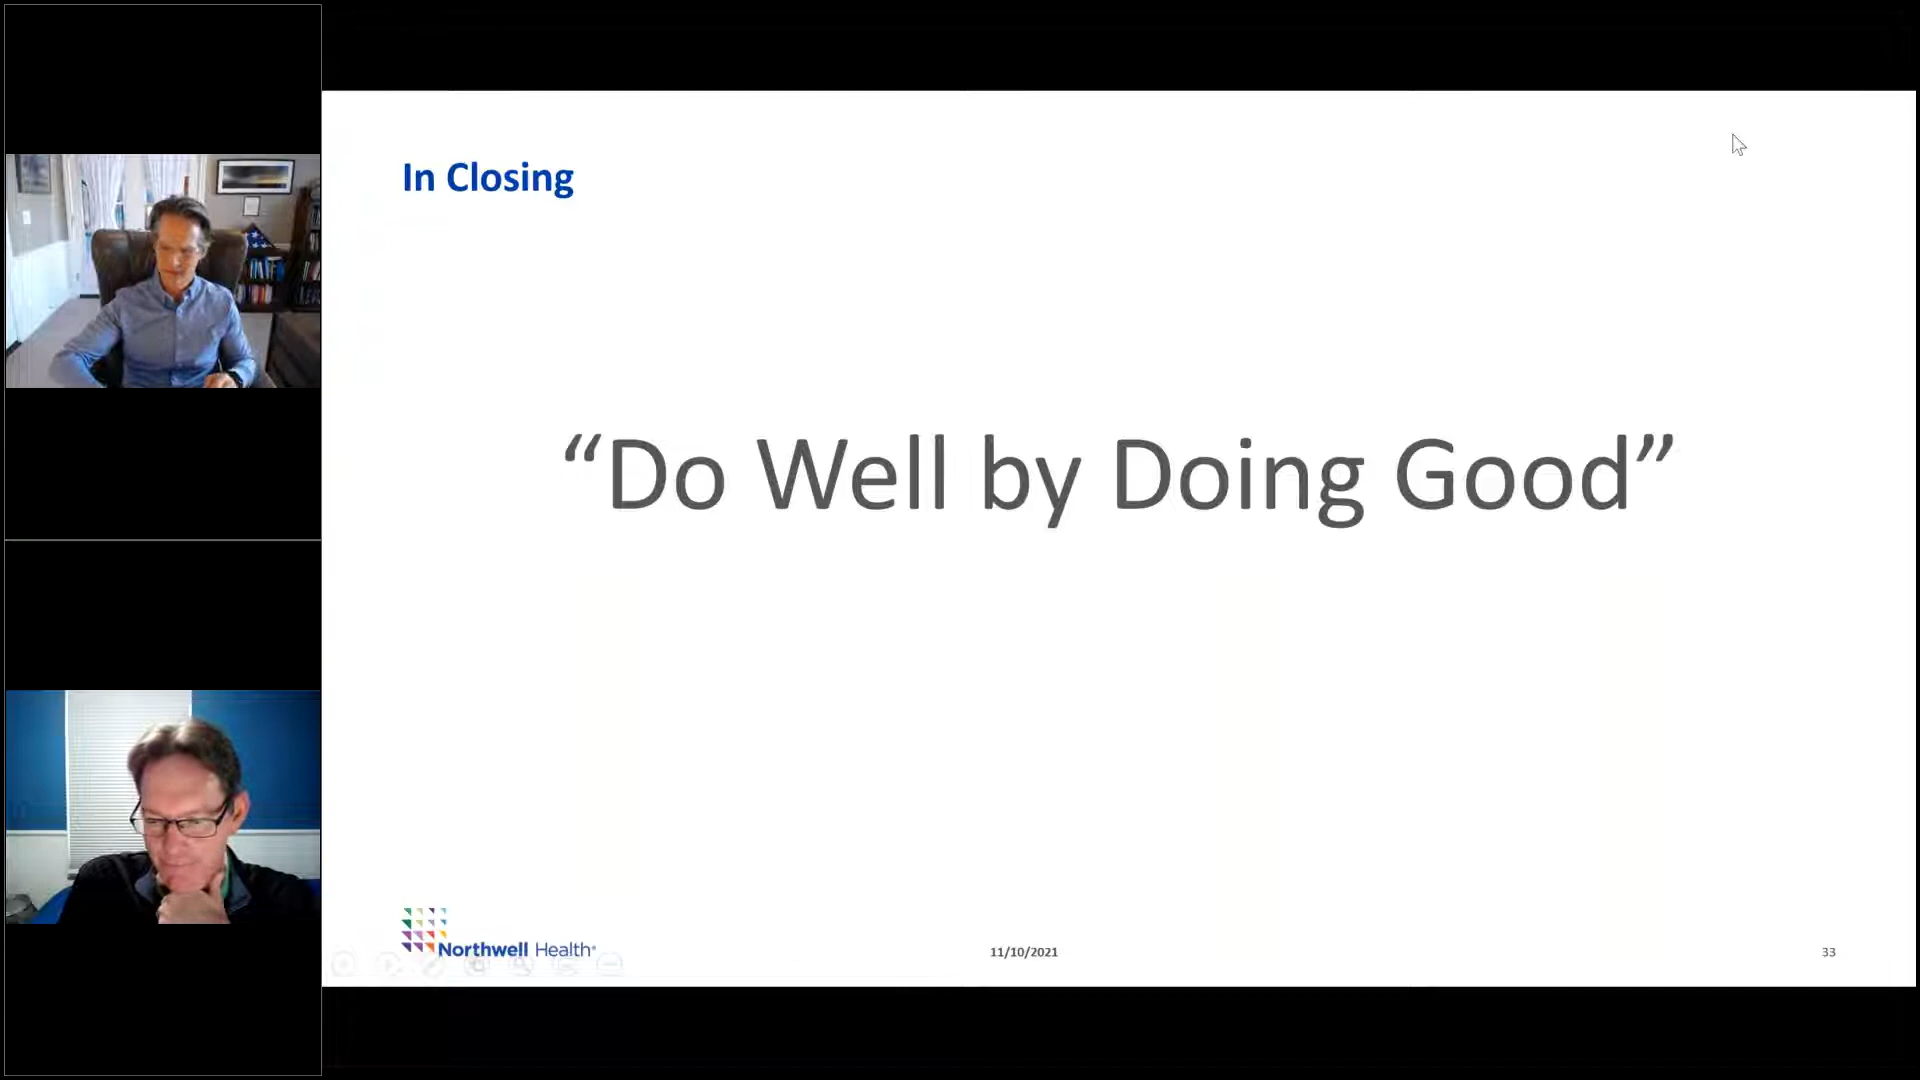 In Closing
“Do Well by Doing Good”
Northwell Health®
11/10/2021
33